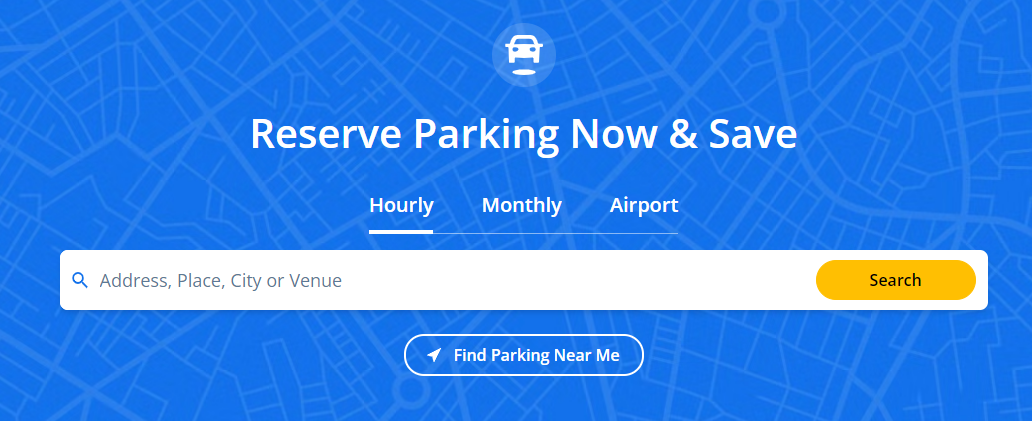 Reserve Parking Now & Save
Hourly Monthly Airport
Address, Place, City or Venue Search
Find Parking Near Me